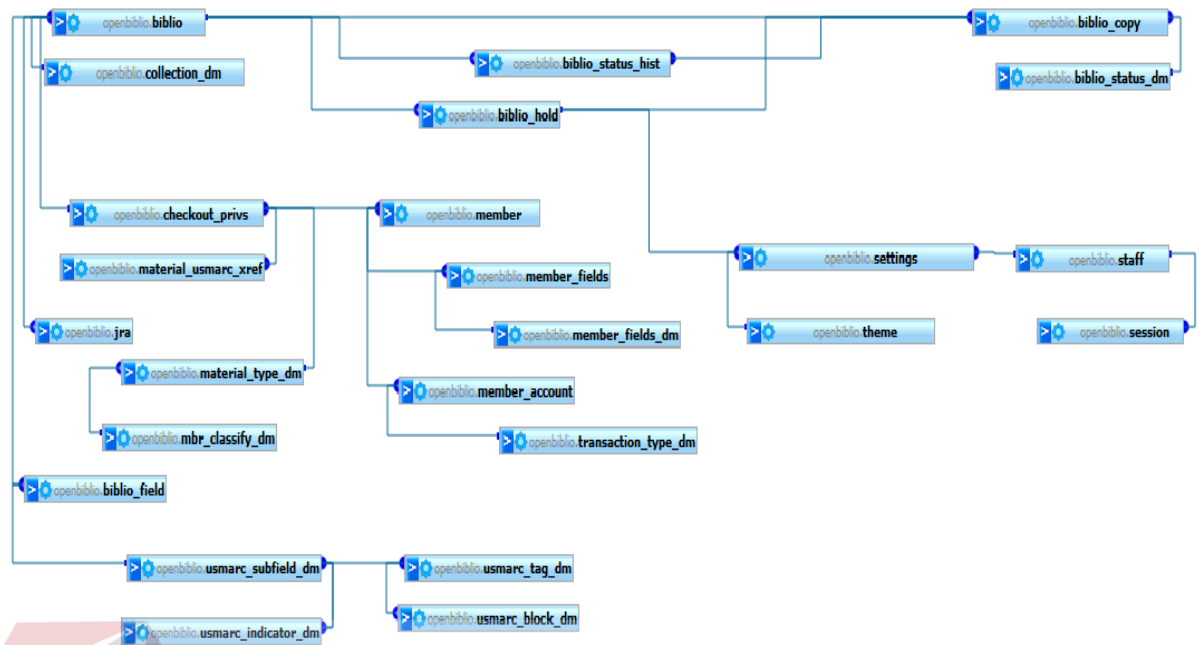 openbiblio.biblio
openbiblio.biblio_copy
openbiblio.collection_dm
openbiblio.biblio_status_hist
openbiblio.biblio_status_dm
openbiblio.biblio_hold
openbiblio.checkout_privs
openbiblio.member
openbiblio.material_usmarc_xref
openbiblio.member_fields
openbiblio.settings
openbiblio.staff
openbiblio.jra
openbiblio.member_fields_dm
openbiblio.theme
openbiblio.session
openbiblio.material_type_dm
openbiblio.member_account
openbiblio.mbr_classify_dm
openbiblio.transaction_type_dm
openbiblio.biblio_field
openbiblio.usmarc_subfield_dm
openbiblio.usmarc_tag_dm
openbiblio.usmarc_block_dm
openbiblio.usmarc_indicator_dm